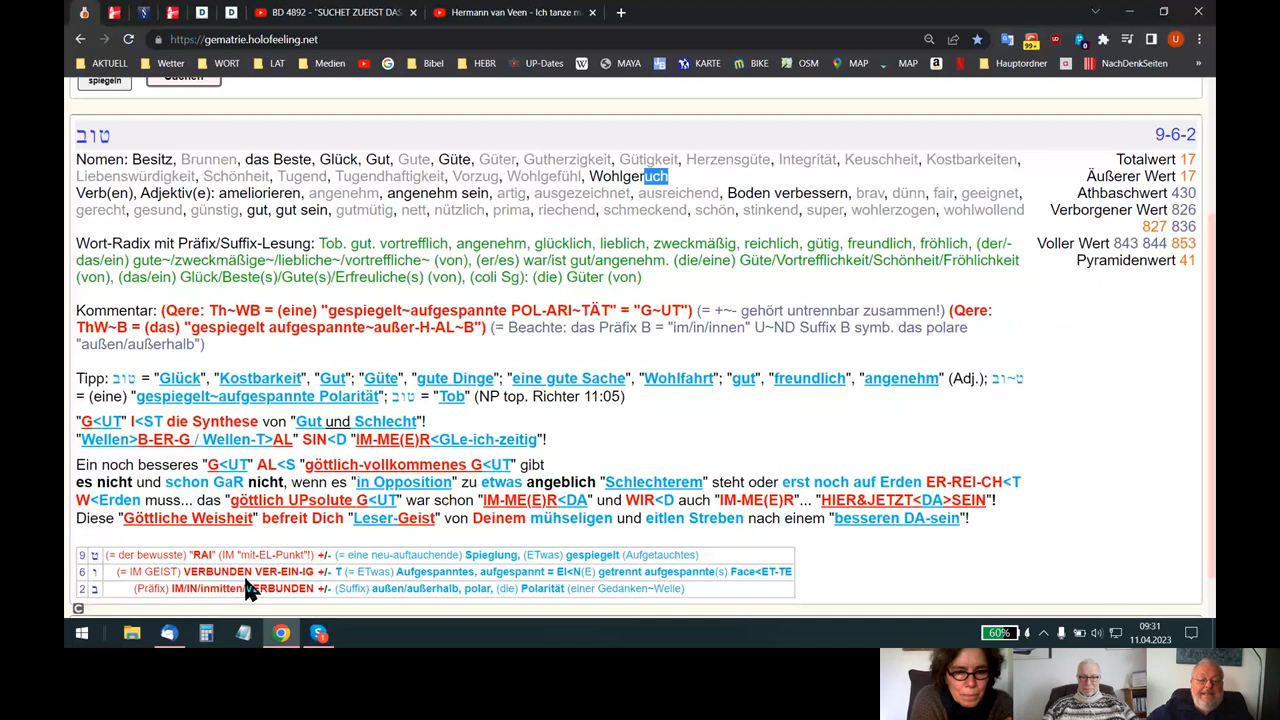 BD 4892 - "SUCHET ZUERST DAS
Hermann van Veen - Ich tanze m
https://gematrie.holofeeling.net
99+
0
U
AKTUELL Wetter WORT LAT Medien Bibel HEBR UP-Dates MAYA KARTE BIKE OSM MAP MAP Hauptordner NachDenkSeiten »
spiegeln Suchen
טוב 9-6-2
Nomen: Besitz, Brunnen, das Beste, Glück, Gut, Gute, Güte, Güter, Gutherzigkeit, Gütigkeit, Herzensgüte, Integrität, Keuschheit, Kostbarkeiten,
Liebenswürdigkeit, Schönheit, Tugend, Tugendhaftigkeit, Vorzug, Wohlgefühl, Wohlgeruch
Verb(en), Adjektiv(e): ameliorieren, angenehm, angenehm sein, artig, ausgezeichnet, ausreichend, Boden verbessern, brav, dünn, fair, geeignet,
gerecht, gesund, günstig, gut, gut sein, gutmütig, nett, nützlich, prima, riechend, schmeckend, schön, stinkend, super, wohlerzogen, wohlwollend
Totalwert 17
Äußerer Wert 17
Athbaschwert 430
Verborgener Wert 826
827 836
Voller Wert 843 844 853
Pyramidenwert 41
Wort-Radix mit Präfix/Suffix-Lesung: Tob. gut. vortrefflich, angenehm, glücklich, lieblich, zweckmäßig, reichlich, gütig, freundlich, fröhlich, (der/-
das/ein) gute~/zweckmäßige~/liebliche~/vortreffliche~ (von), (er/es) war/ist gut/angenehm. (die/eine) Güte/Vortrefflichkeit/Schönheit/Fröhlichkeit
(von), (das/ein) Glück/Beste(s)/Gute(s)/Erfreuliche(s) (von), (coli Sg): (die) Güter (von)
Kommentar: (Qere: Th~WB = (eine) "gespiegelt~aufgespannte POL-ARI~TÄT" = "G~UT") (= +~- gehört untrennbar zusammen!) (Qere:
ThW~B = (das) "gespiegelt aufgespannte~außer-H-AL~B") (= Beachte: das Präfix B = "im/in/innen" U~ND Suffix B symb. das polare
"außen/außerhalb")
Tipp: טוב = "Glück", "Kostbarkeit", "Gut"; "Güte", "gute Dinge"; "eine gute Sache", "Wohlfahrt"; "gut", "freundlich", "angenehm" (Adj.); ט~וב
= (eine) "gespiegelt~aufgespannte Polarität"; טוב = "Tob" (NP top. Richter 11:05)
"G<UT" I<ST die Synthese von "Gut und Schlecht"!
"Wellen>B-ER-G / Wellen-T>AL" SIN<D "IM-ME(E)R<GLe-ich-zeitig"!
Ein noch besseres "G<UT" AL<S "göttlich-vollkommenes G<UT" gibt
es nicht und schon GaR nicht, wenn es "in Opposition" zu etwas angeblich "Schlechterem" steht oder erst noch auf Erden ER-REI-CH<T
W<Erden muss... das "göttlich UPsolute G<UT" war schon "IM-ME(E)R<DA" und WIR<D auch "IM-ME(E)R"... "HIER&JETZT<DA>SEIN"!
Diese "Göttliche Weisheit" befreit Dich "Leser-Geist" von Deinem mühseligen und eitlen Streben nach einem "besseren DA-sein"!
9 ט (= der bewusste) "RAI" (IM "mit-EL-Punkt"!) +/- (= eine neu-auftauchende) Spieglung, (ETwas) gespiegelt (Aufgetauchtes)
6 ו (= IM GEIST) VERBUNDEN VER-EIN-IG +/- T (= ETwas) Aufgespanntes, aufgespannt = EI<N(E) getrennt aufgespannte(s) Face<ET-TE
2 ב (Präfix) IM/IN/inmitten/VERBUNDEN +/- (Suffix) außen/außerhalb, polar, (die) Polarität (einer Gedanken~Welle)
60%
09:31
11.04.2023